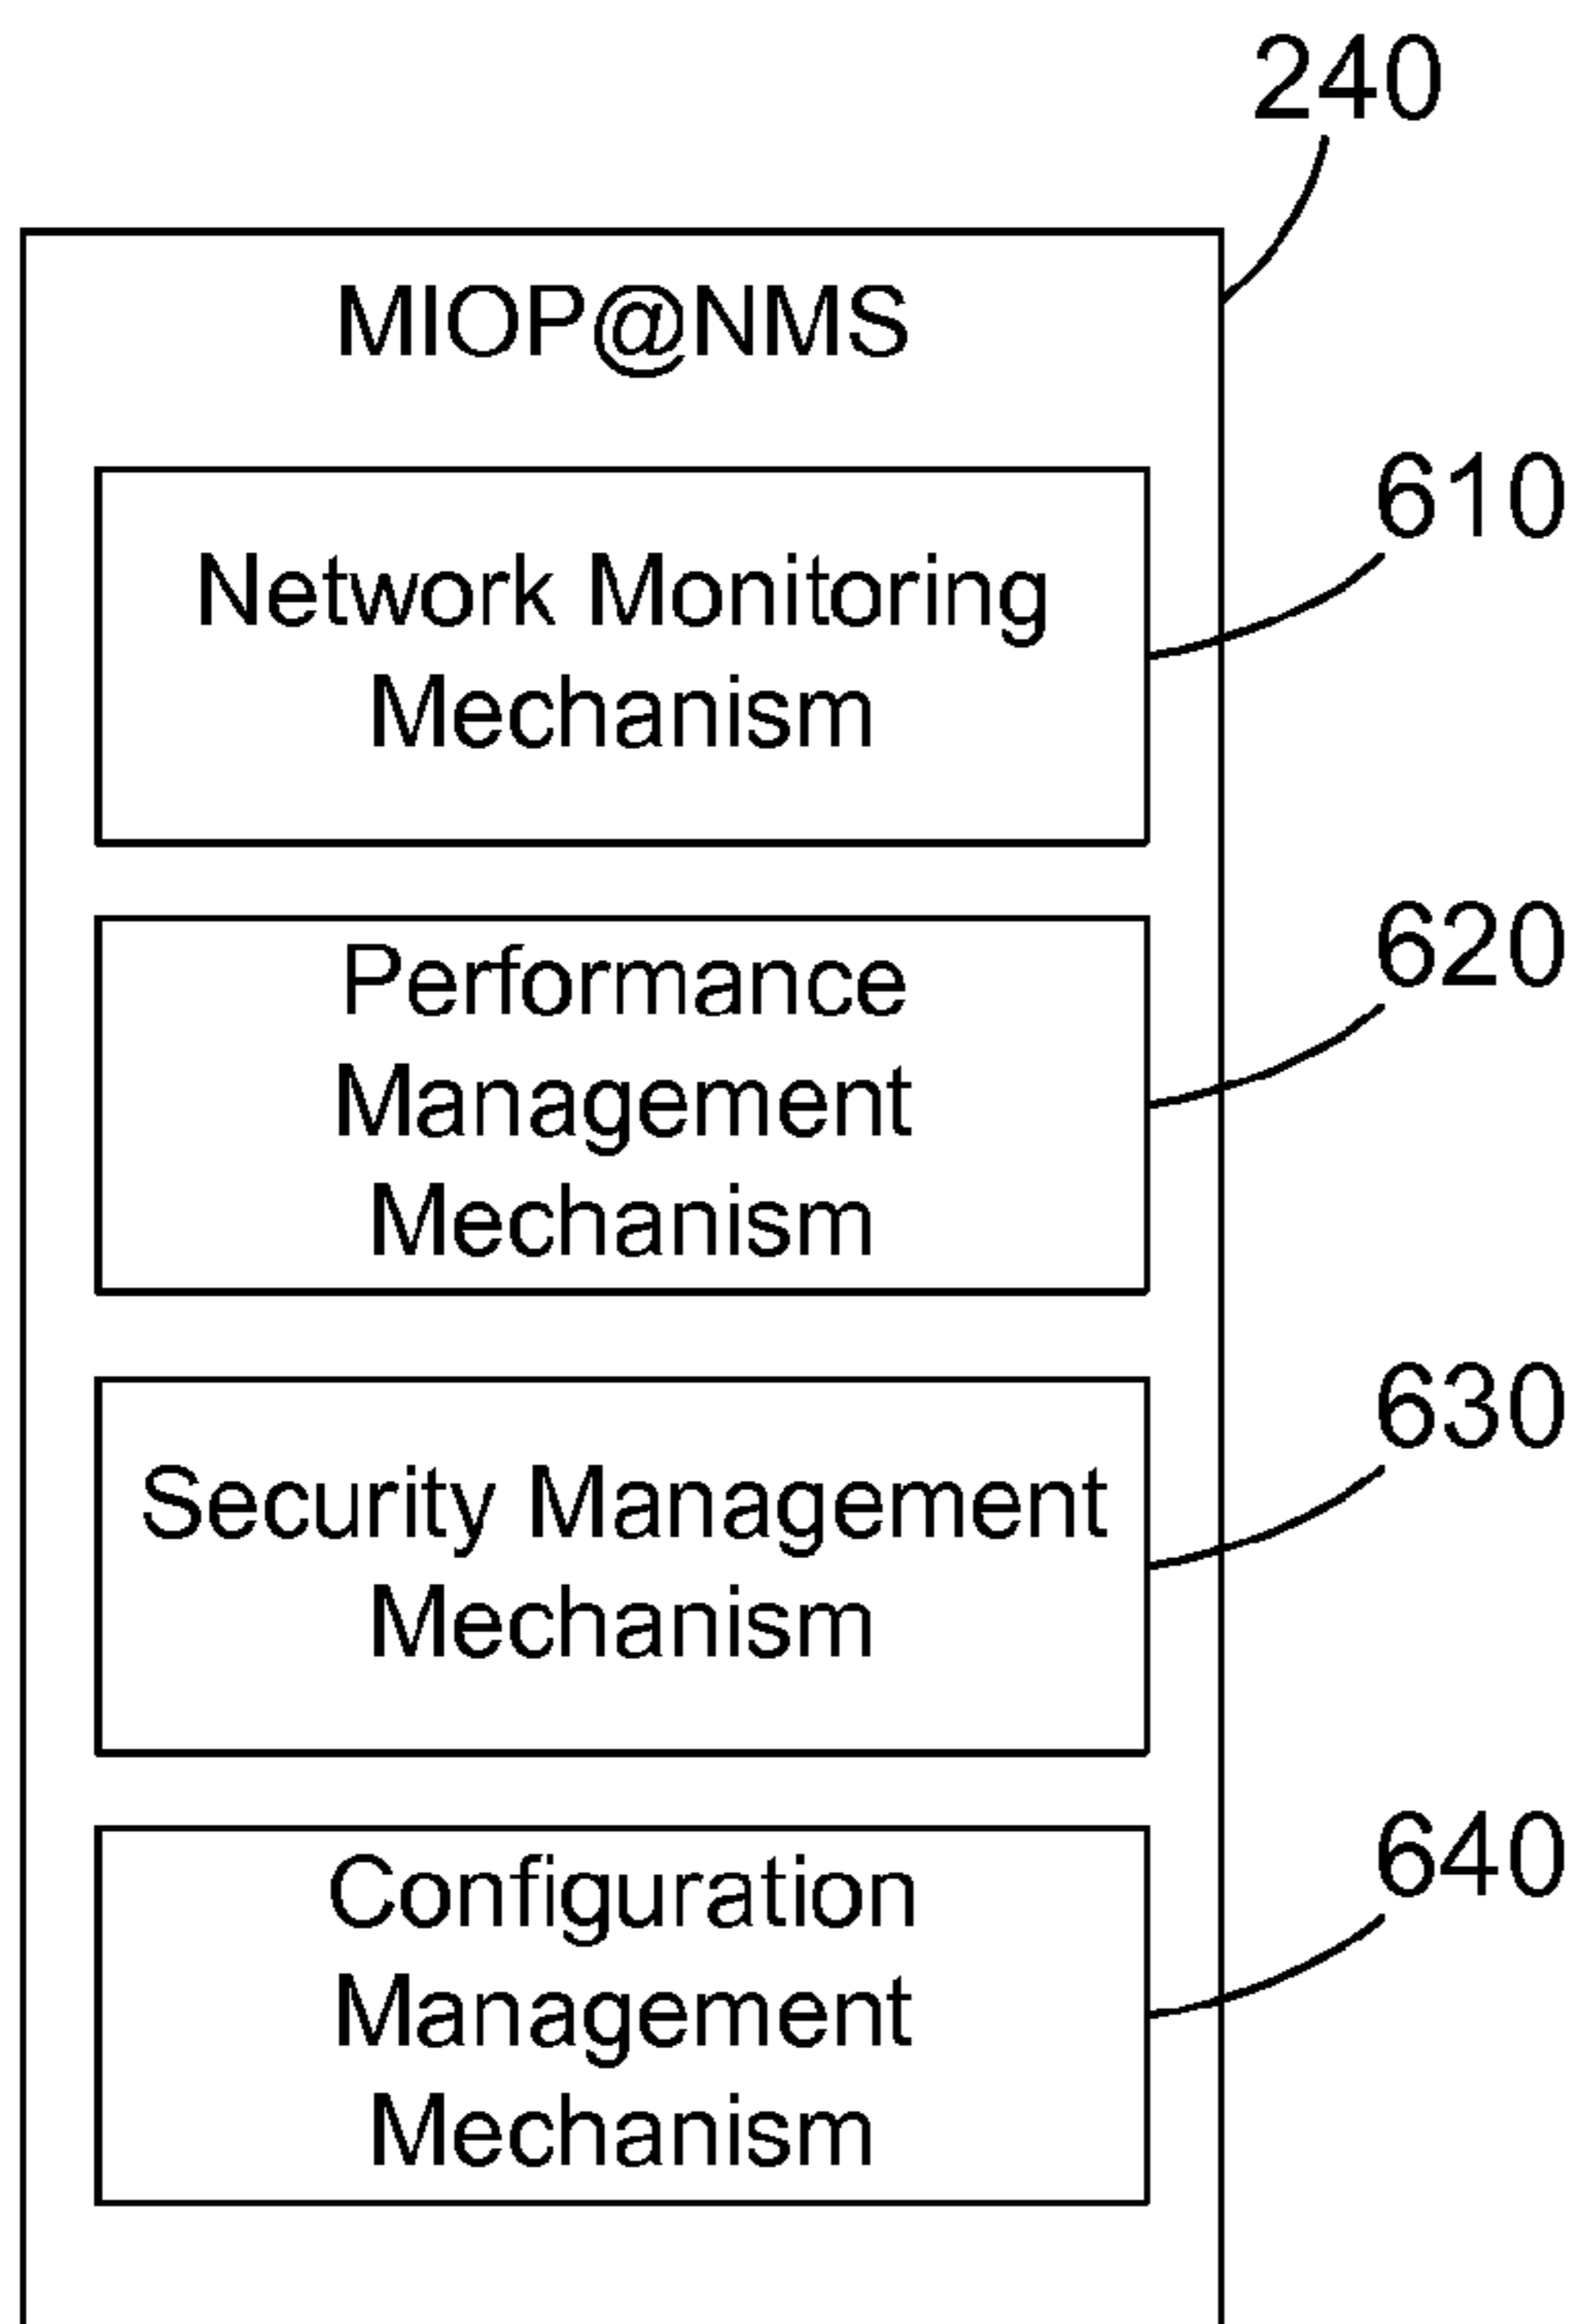 240
MIOP@NMS
610
Network Monitoring
Mechanism
620
Performance
Management
Mechanism
630
Security Management
Mechanism
640
Configuration
Management
Mechanism